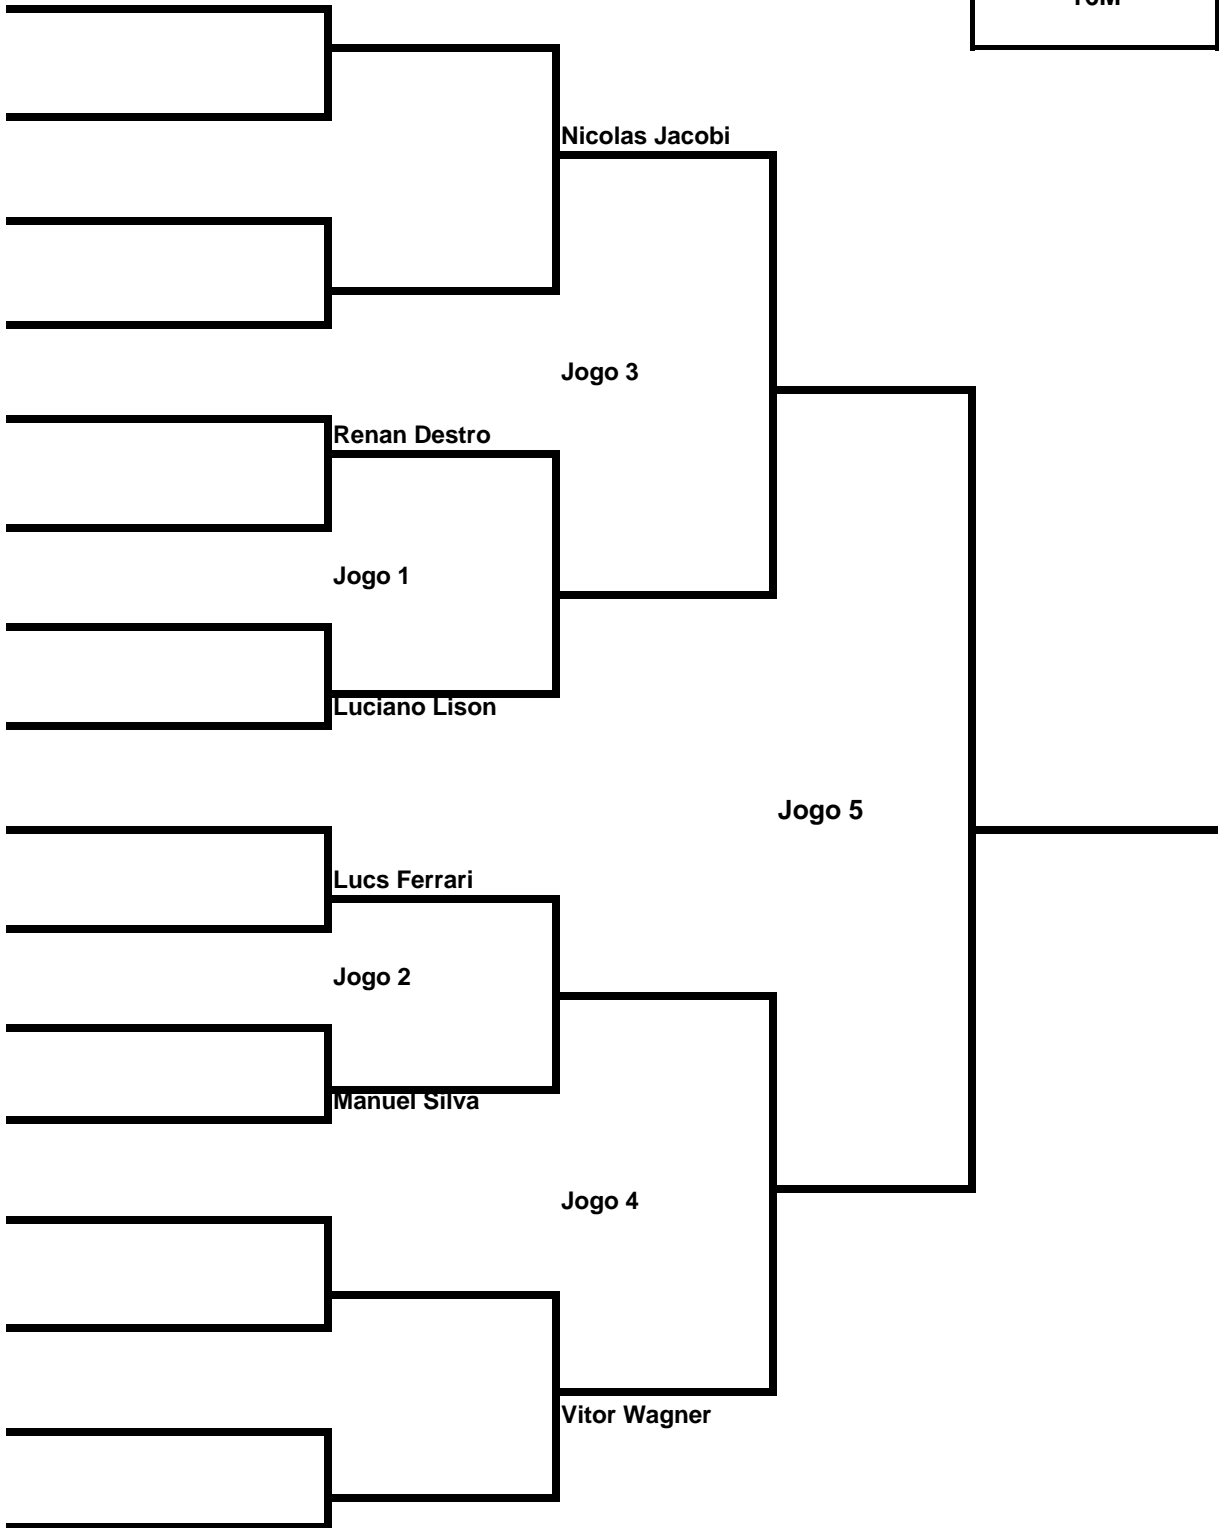 Nicolas Jacobi
Jogo 3
Renan Destro
Jogo 1
Luciano Lison
Jogo 5
Lucs Ferrari
Jogo 2
Manuel Silva
Jogo 4
Vitor Wagner